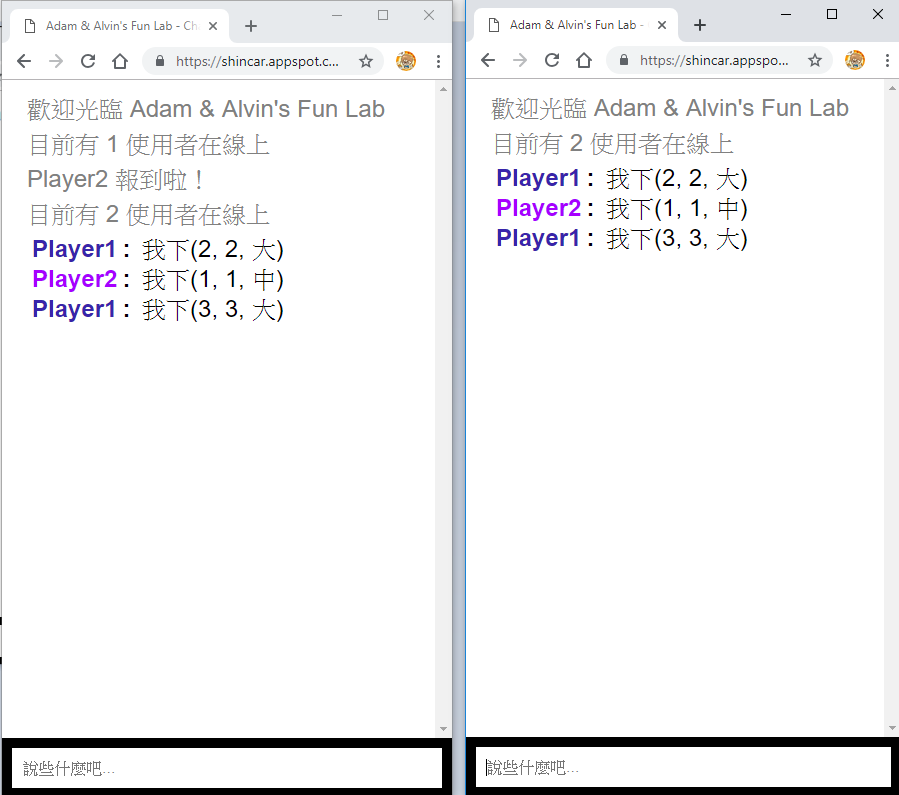 Adam & Alvin's Fun Lab - Ch
https://shincar.appspot.c...
歡迎光臨 Adam & Alvin's Fun Lab
目前有 1 使用者在線上
Player2 報到啦！
目前有 2 使用者在線上
Player1： 我下(2, 2, 大)
Player2： 我下(1, 1, 中)
Player1： 我下(3, 3, 大)
說些什麼吧...
Adam & Alvin's Fun Lab -
https://shincar.appspo...
歡迎光臨 Adam & Alvin's Fun Lab
目前有 2 使用者在線上
Player1： 我下(2, 2, 大)
Player2： 我下(1, 1, 中)
Player1： 我下(3, 3, 大)
說些什麼吧...